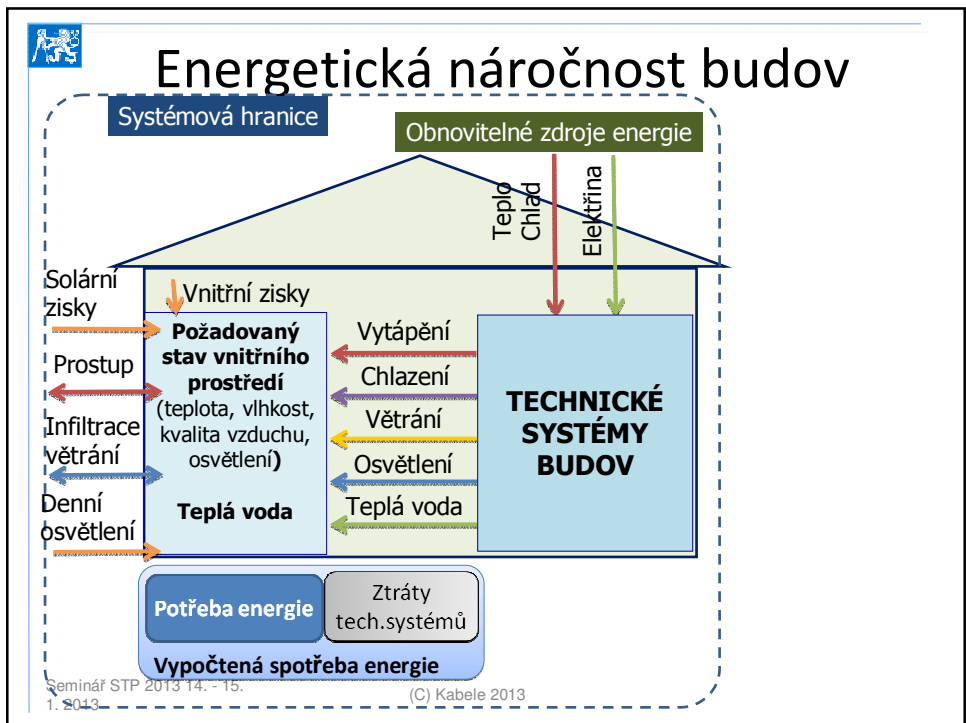 Energetická náročnost budov
Systémová hranice
Obnovitelné zdroje energie
Teplo
Chlad
Elektřina
Solární
zisky
Vnitřní zisky
Prostup
Infiltrace
větrání
Denní
osvětlení
Požadovaný
stav vnitřního
prostředí
(teplota, vlhkost,
kvalita vzduchu,
osvětlení)
Teplá voda
Vytápění
Chlazení
Větrání
Osvětlení
Teplá voda
TECHNICKÉ
SYSTÉMY
BUDOV
Potřeba energie
Ztráty
tech.systémů
Vypočtená spotřeba energie
Seminář STP 2013 14. - 15.
1. 2013
(C) Kabele 2013